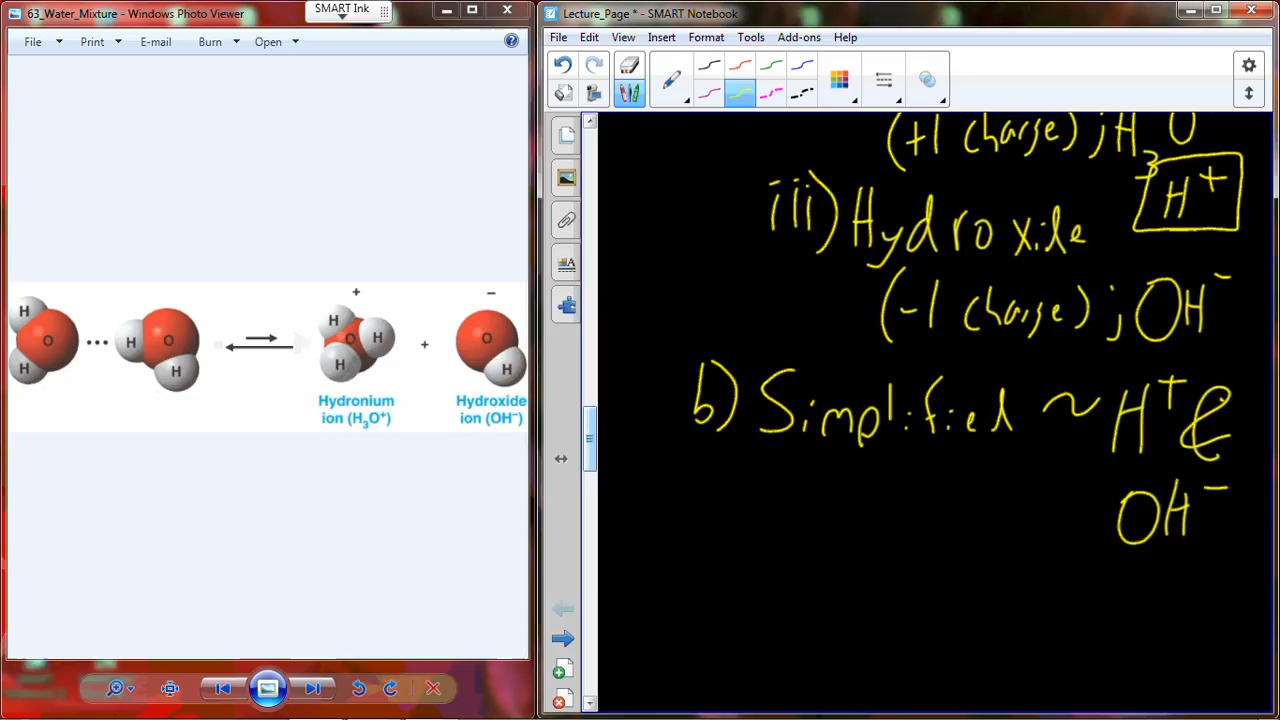 63_Water_Mixture - Windows Photo Viewer
SMART Ink
File Print E-mail Burn Open
H
O
H
H
O
H
+
H
O
H
H
Hydronium
ion (H₃O⁺)
+
−
O
H
Hydroxide
ion (OH⁻)
Lecture_Page * - SMART Notebook
File Edit View Insert Format Tools Add-ons Help
(+1 charge) ; H₃O
H⁺
iii) Hydroxide
(-1 charge) ; OH⁻
b) Simplified ~ H⁺ &
OH⁻